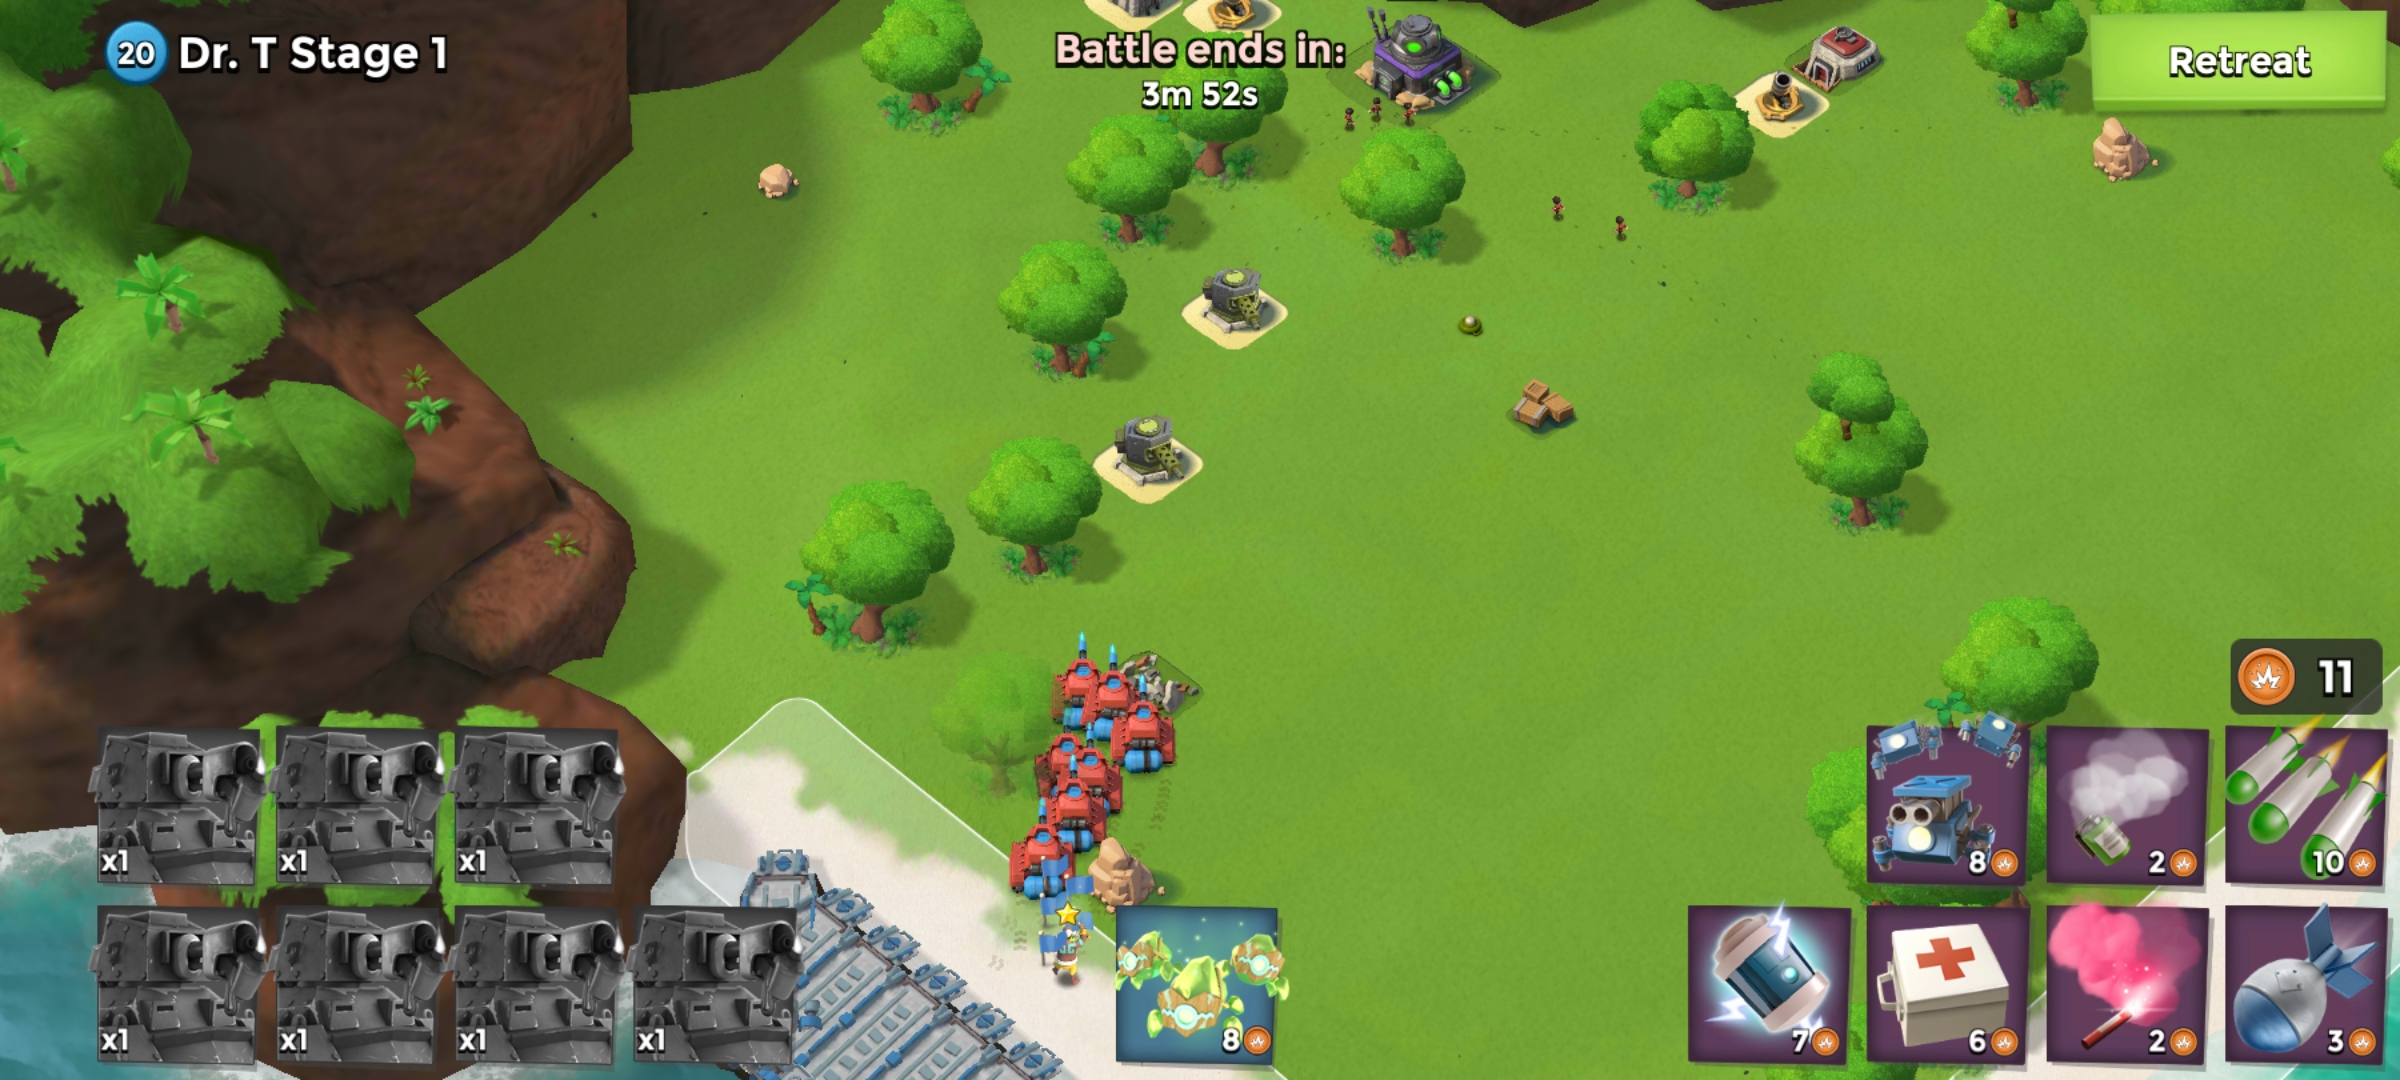 20 Dr. T Stage 1
Battle ends in:
3m 52s
Retreat
11
x1 x1 x1
8 2 10
x1 x1 x1 x1
8
7 6 2 3